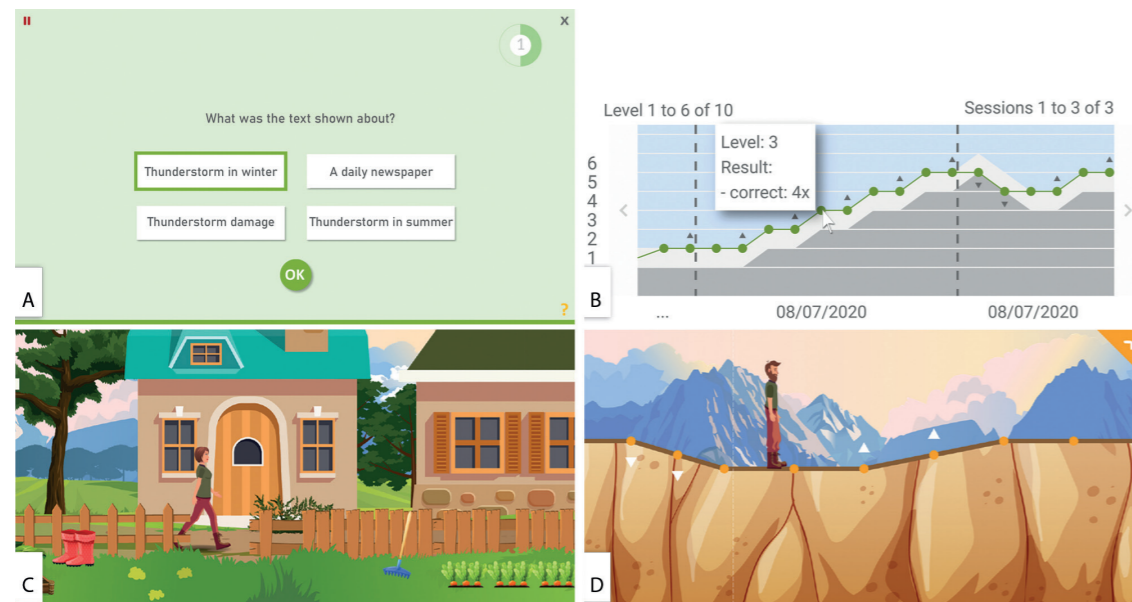 X
1
What was the text shown about?
Thunderstorm in winter
A daily newspaper
Thunderstorm damage
Thunderstorm in summer
OK
?
A
Level 1 to 6 of 10
Sessions 1 to 3 of 3
Level: 3
Result:
- correct: 4x
6
5
4
3
2
1
...
08/07/2020
08/07/2020
B
C
D